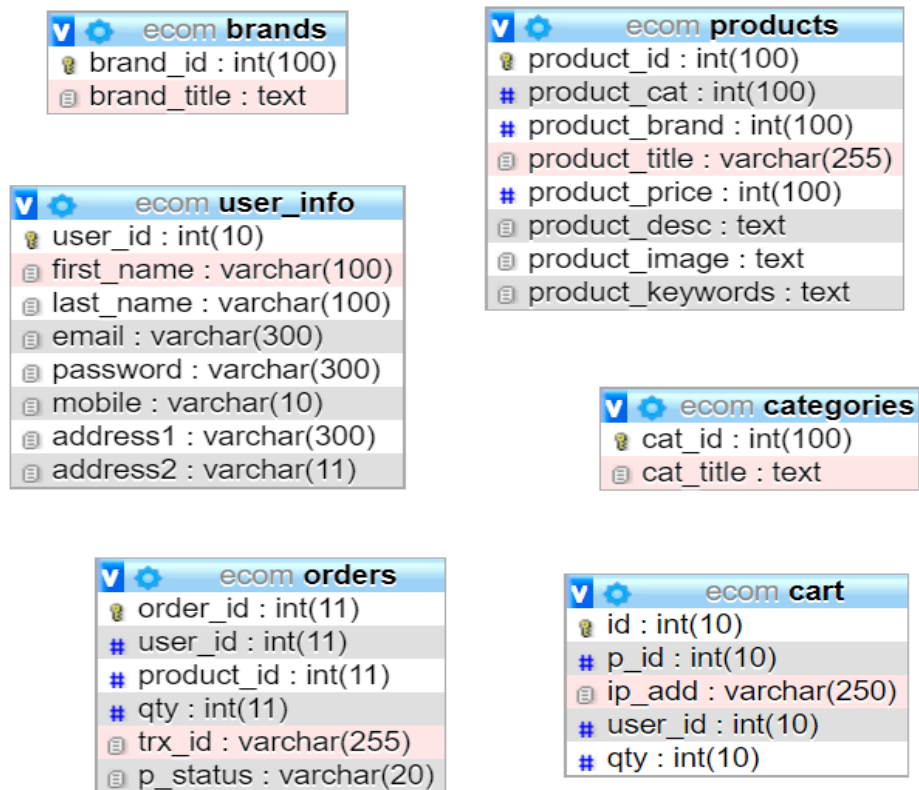 ecom brands
brand_id : int(100)
brand_title : text
ecom products
product_id : int(100)
product_cat : int(100)
product_brand : int(100)
product_title : varchar(255)
product_price : int(100)
product_desc : text
product_image : text
product_keywords : text
ecom user_info
user_id : int(10)
first_name : varchar(100)
last_name : varchar(100)
email : varchar(300)
password : varchar(300)
mobile : varchar(10)
address1 : varchar(300)
address2 : varchar(11)
ecom categories
cat_id : int(100)
cat_title : text
ecom orders
order_id : int(11)
user_id : int(11)
product_id : int(11)
qty : int(11)
trx_id : varchar(255)
p_status : varchar(20)
ecom cart
id : int(10)
p_id : int(10)
ip_add : varchar(250)
user_id : int(10)
qty : int(10)